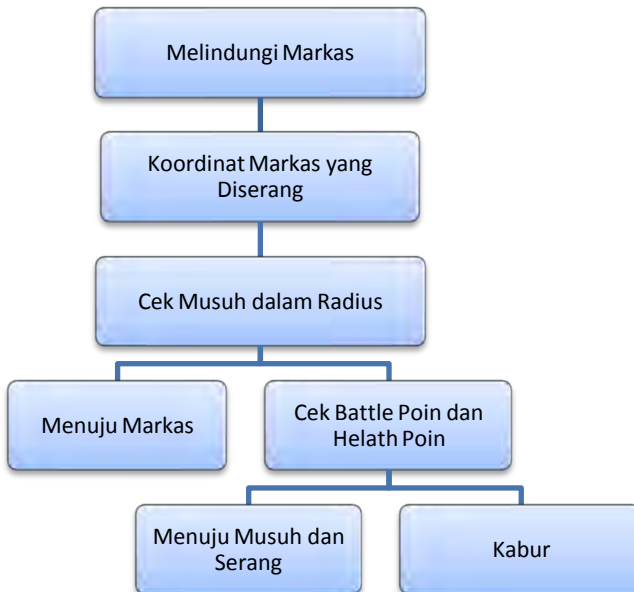 Melindungi Markas
Koordinat Markas yang
Diserang
Cek Musuh dalam Radius
Menuju Markas
Cek Battle Poin dan
Helath Poin
Menuju Musuh dan
Serang
Kabur